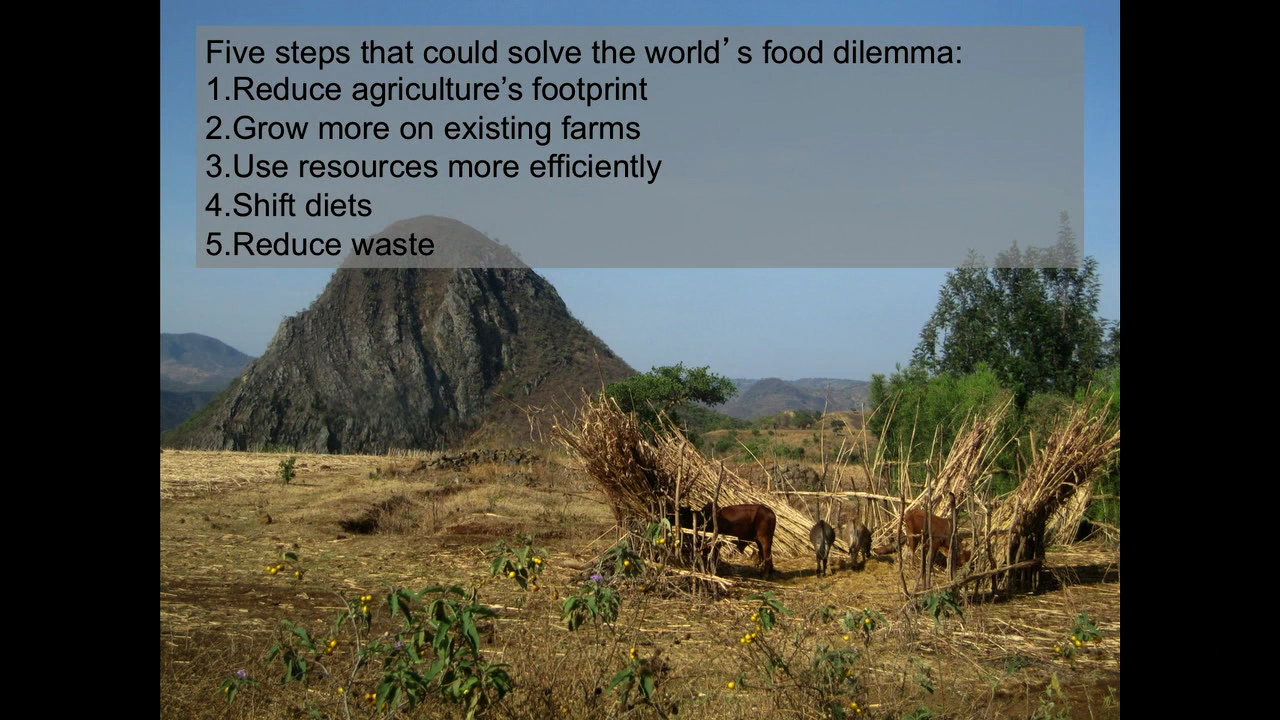 Five steps that could solve the world’s food dilemma:
1.Reduce agriculture’s footprint
2.Grow more on existing farms
3.Use resources more efficiently
4.Shift diets
5.Reduce waste